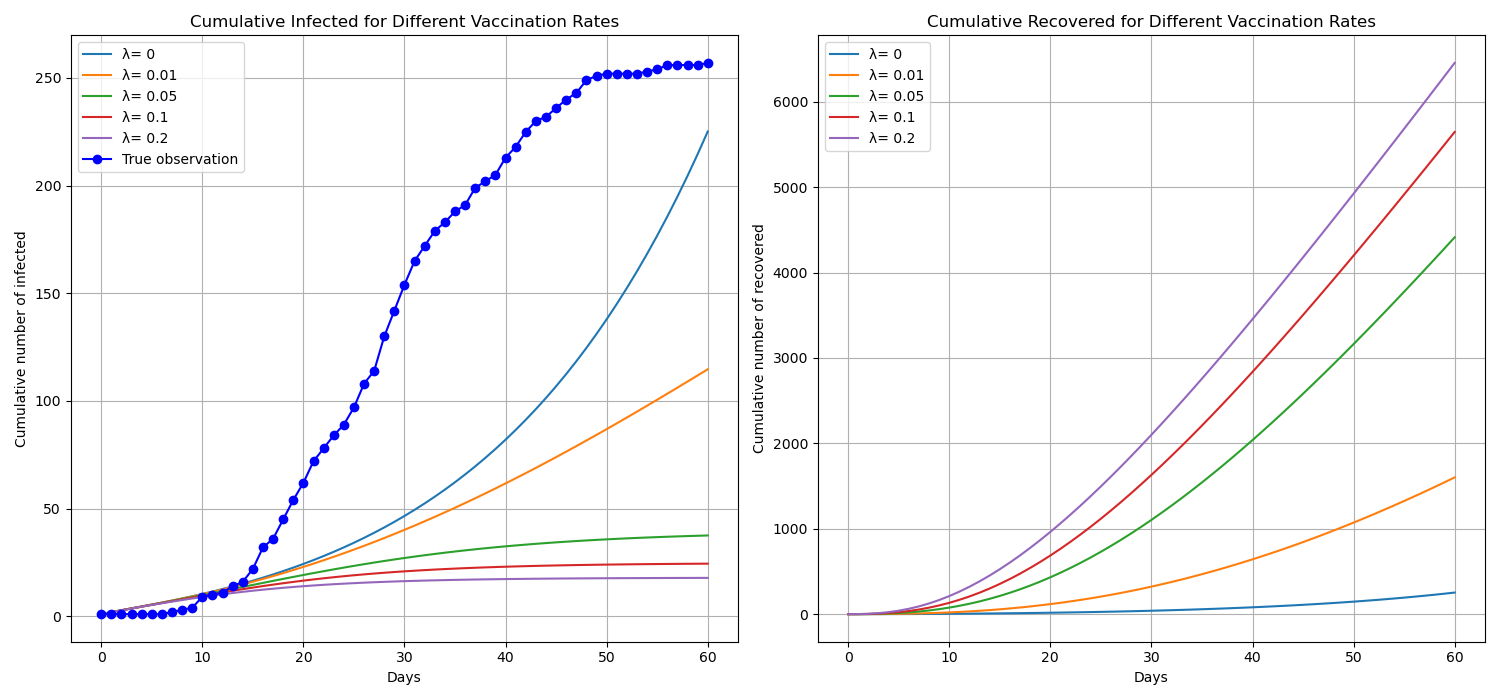 Cumulative Infected for Different Vaccination Rates
λ= 0
λ= 0.01
λ= 0.05
λ= 0.1
λ= 0.2
True observation
250
200
150
100
50
0
Cumulative number of infected
0 10 20 30 40 50 60
Days
Cumulative Recovered for Different Vaccination Rates
λ= 0
λ= 0.01
λ= 0.05
λ= 0.1
λ= 0.2
6000
5000
4000
3000
2000
1000
0
Cumulative number of recovered
0 10 20 30 40 50 60
Days